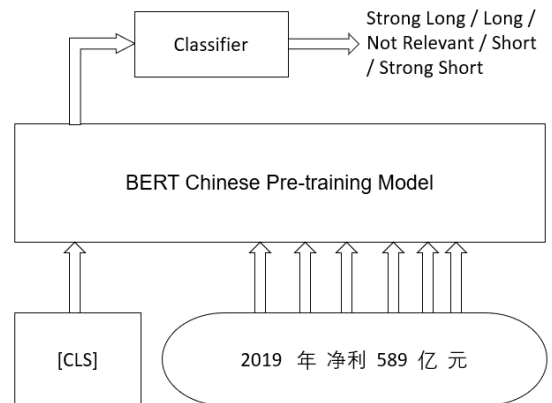 Strong Long / Long /
Classifier
Not Relevant / Short
/ Strong Short
BERT Chinese Pre-training Model
[CLS]
2019 年 净利 589 亿 元